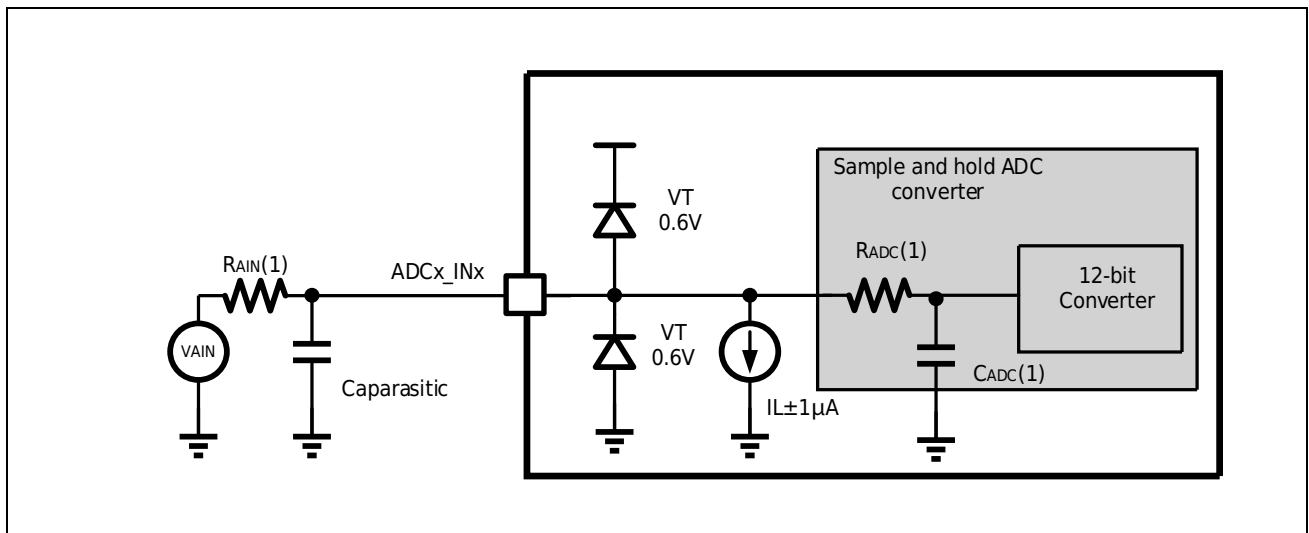 Sample and hold ADC
converter
VT
0.6V
RAIN(1)
ADCx_INx
RADC(1)
12-bit
Converter
VAIN
VT
0.6V
Caparasitic
CADC(1)
IL±1µA